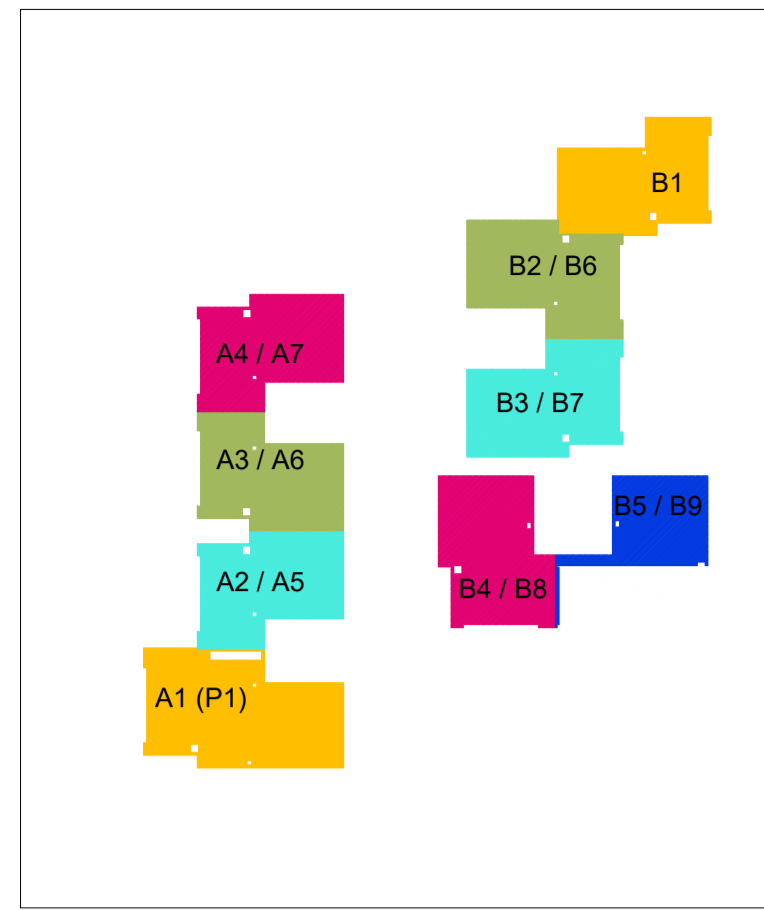 B1
B2 / B6
A4 / A7
B3 / B7
A3 / A6
B5 / B9
A2 / A5
B4 / B8
A1 (P1)